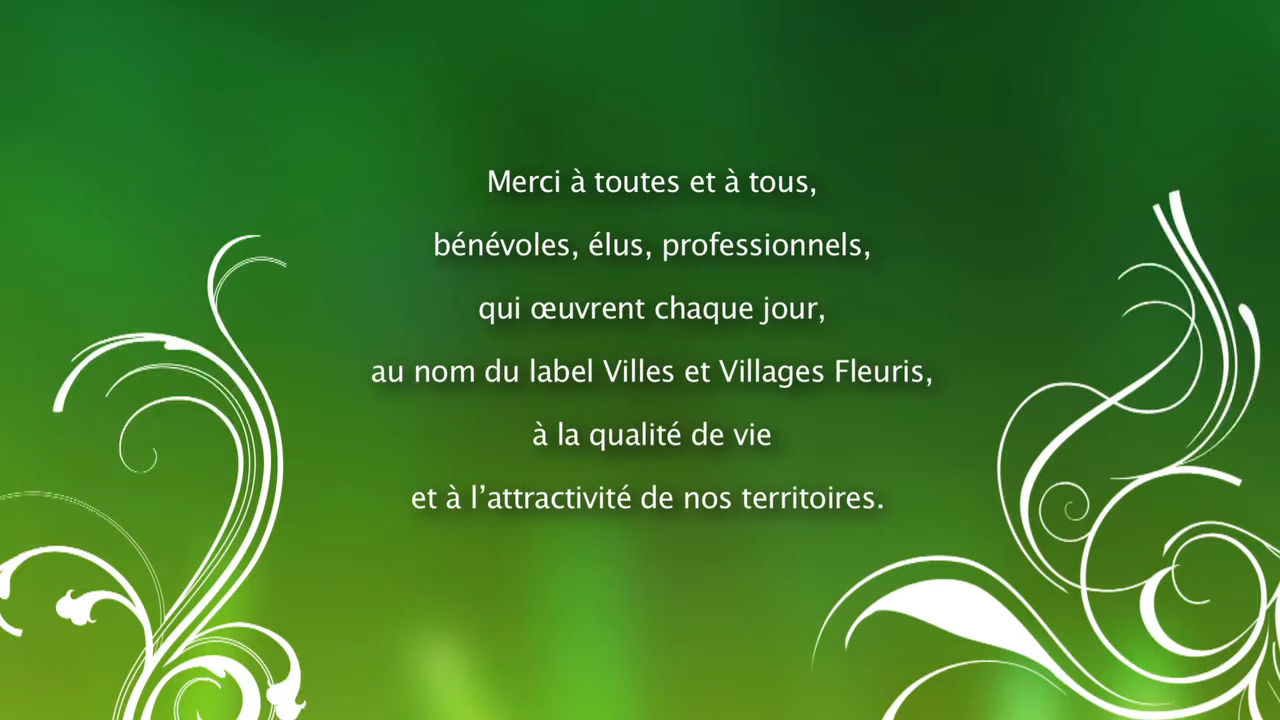 Merci à toutes et à tous,
bénévoles, élus, professionnels,
qui œuvrent chaque jour,
au nom du label Villes et Villages Fleuris,
à la qualité de vie
et à l’attractivité de nos territoires.